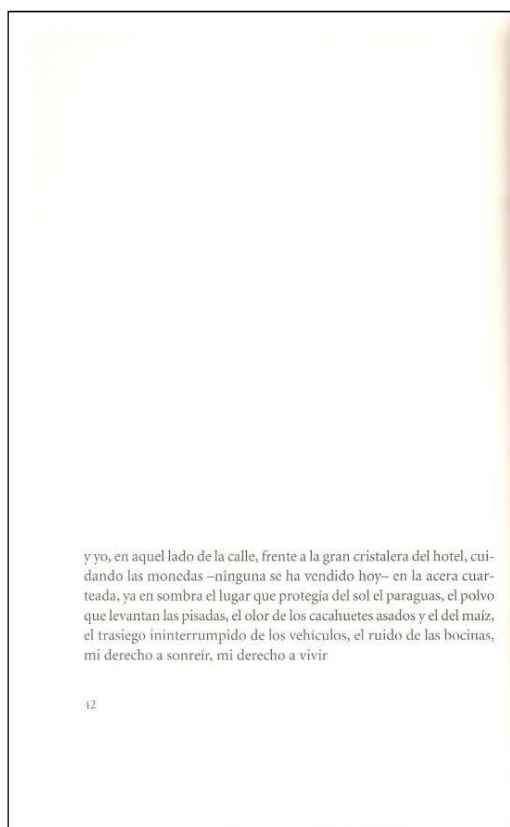 y yo, en aquel lado de la calle, frente a la gran cristalera del hotel, cui-
dando las monedas –ninguna se ha vendido hoy– en la acera cuar-
teada, ya en sombra el lugar que protegía del sol el paraguas, el polvo
que levantan las pisadas, el olor de los cacahuetes asados y el del maíz,
el trasiego ininterrumpido de los vehículos, el ruido de las bocinas,
mi derecho a sonreír, mi derecho a vivir
42